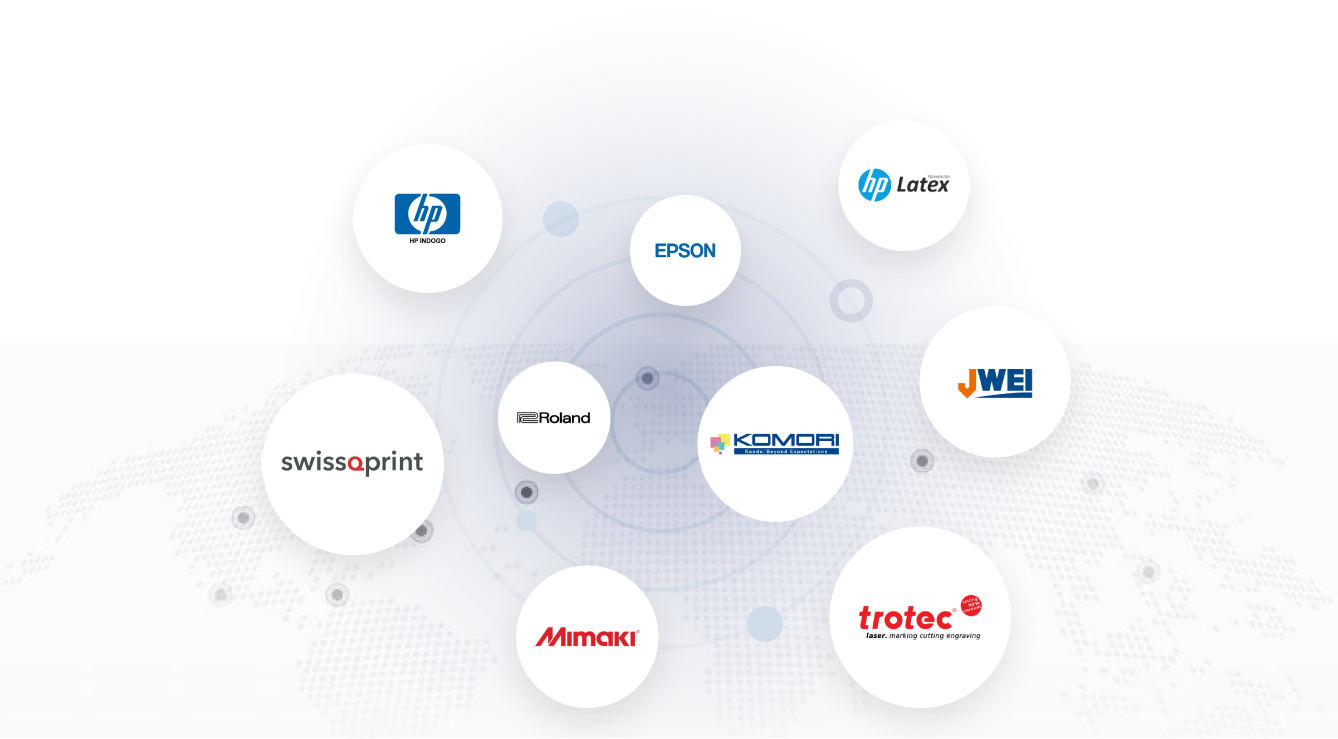 hp
HP INDOGO
EPSON
hp Latex
TECHNOLOGY
JWEI
Roland
KOMORI
Kando: Beyond Expectations
swissqprint
Mimaki
trotec
laser. marking cutting engraving